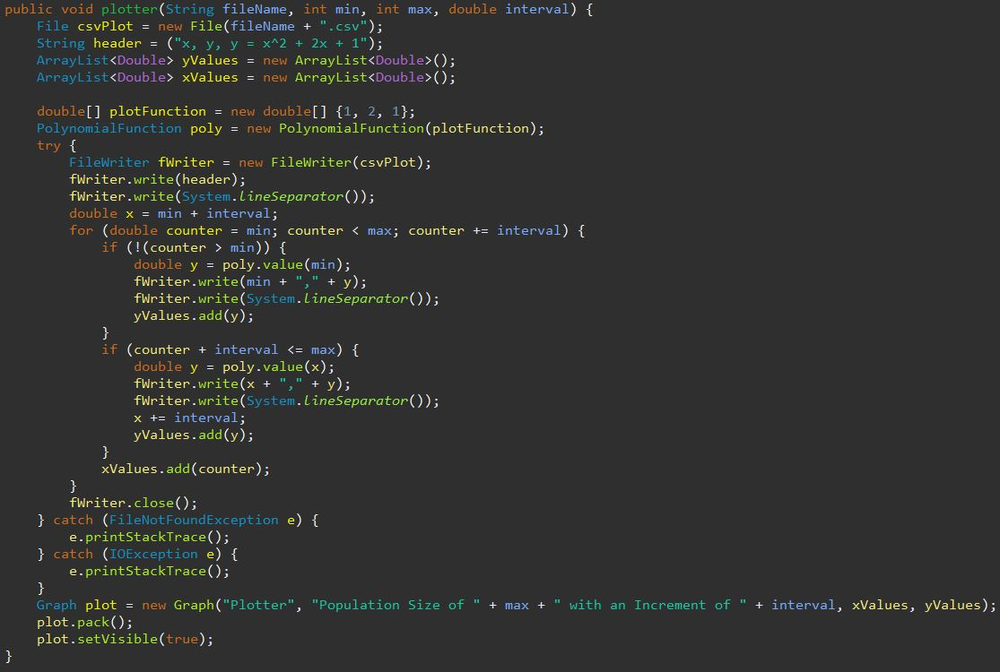 public void plotter(String fileName, int min, int max, double interval) {
    File csvPlot = new File(fileName + ".csv");
    String header = ("x, y, y = x^2 + 2x + 1");
    ArrayList<Double> yValues = new ArrayList<Double>();
    ArrayList<Double> xValues = new ArrayList<Double>();

    double[] plotFunction = new double[] {1, 2, 1};
    PolynomialFunction poly = new PolynomialFunction(plotFunction);
    try {
        FileWriter fWriter = new FileWriter(csvPlot);
        fWriter.write(header);
        fWriter.write(System.lineSeparator());
        double x = min + interval;
        for (double counter = min; counter < max; counter += interval) {
            if (!(counter > min)) {
                double y = poly.value(min);
                fWriter.write(min + "," + y);
                fWriter.write(System.lineSeparator());
                yValues.add(y);
            }
            if (counter + interval <= max) {
                double y = poly.value(x);
                fWriter.write(x + "," + y);
                fWriter.write(System.lineSeparator());
                x += interval;
                yValues.add(y);
            }
            xValues.add(counter);
        }
        fWriter.close();
    } catch (FileNotFoundException e) {
        e.printStackTrace();
    } catch (IOException e) {
        e.printStackTrace();
    }
    Graph plot = new Graph("Plotter", "Population Size of " + max + " with an Increment of " + interval, xValues, yValues);
    plot.pack();
    plot.setVisible(true);
}